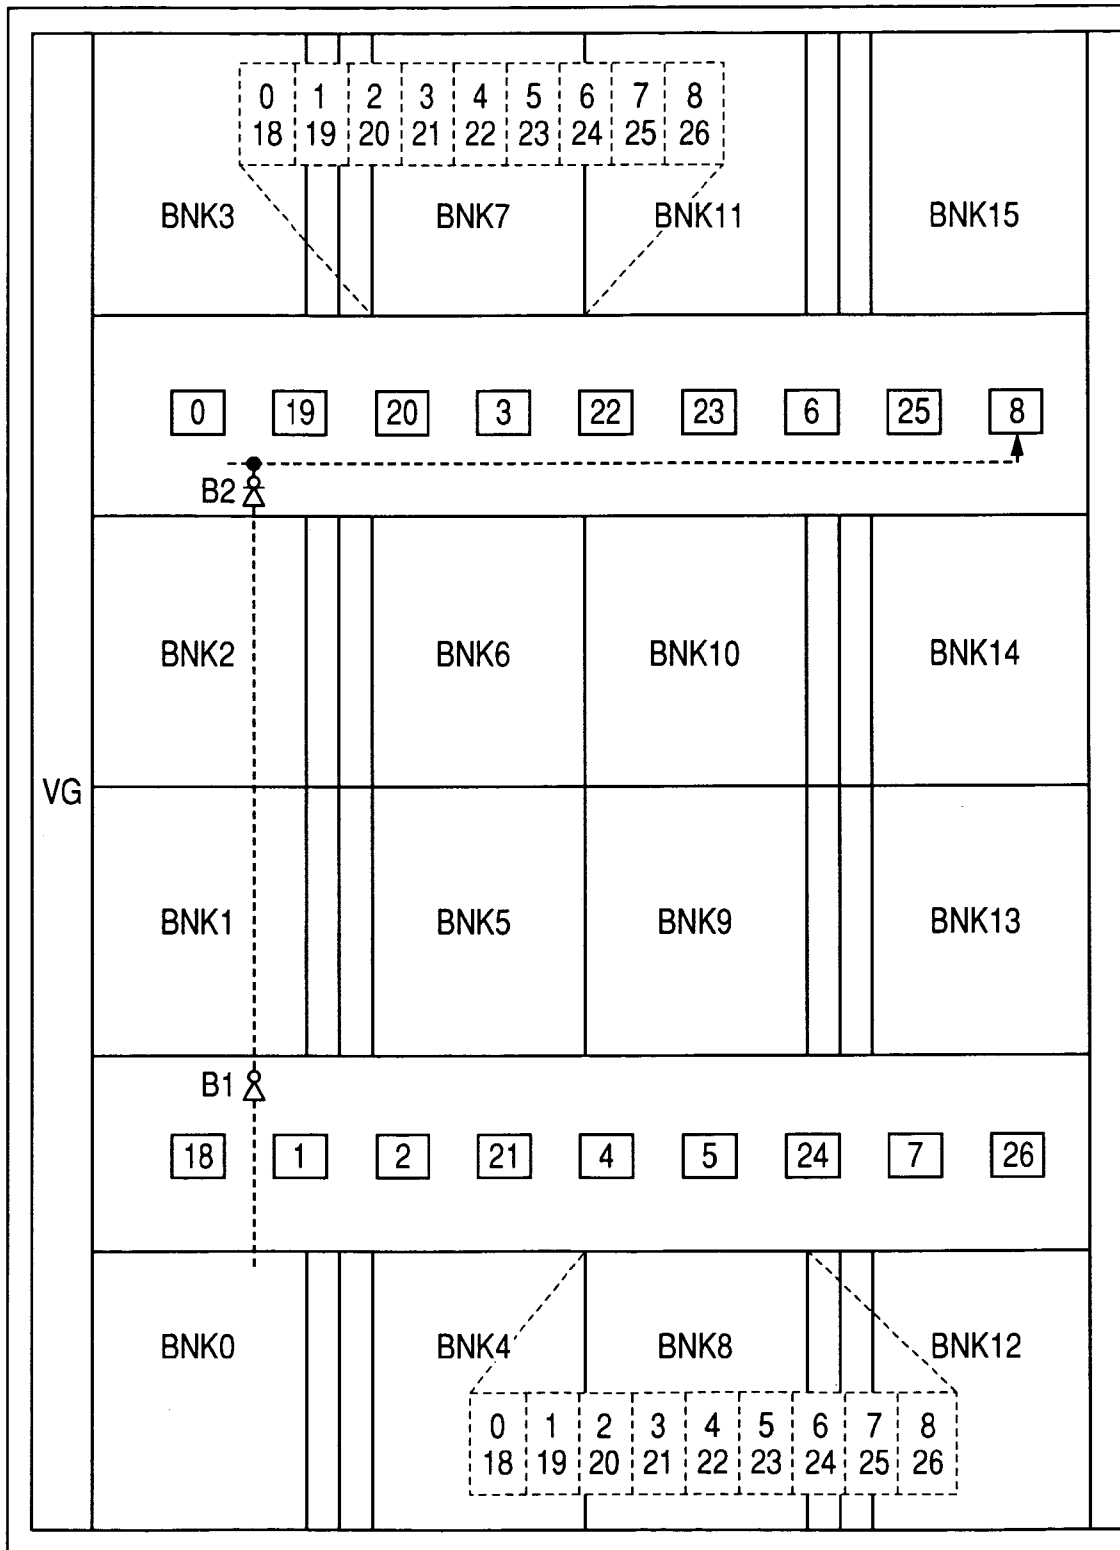 0 1 2 3 4 5 6 7 8
18 19 20 21 22 23 24 25 26
BNK3 BNK7 BNK11 BNK15
0 19 20 3 22 23 6 25 8
B2
BNK2 BNK6 BNK10 BNK14
VG
BNK1 BNK5 BNK9 BNK13
B1
18 1 2 21 4 5 24 7 26
BNK0 BNK4 BNK8 BNK12
0 1 2 3 4 5 6 7 8
18 19 20 21 22 23 24 25 26